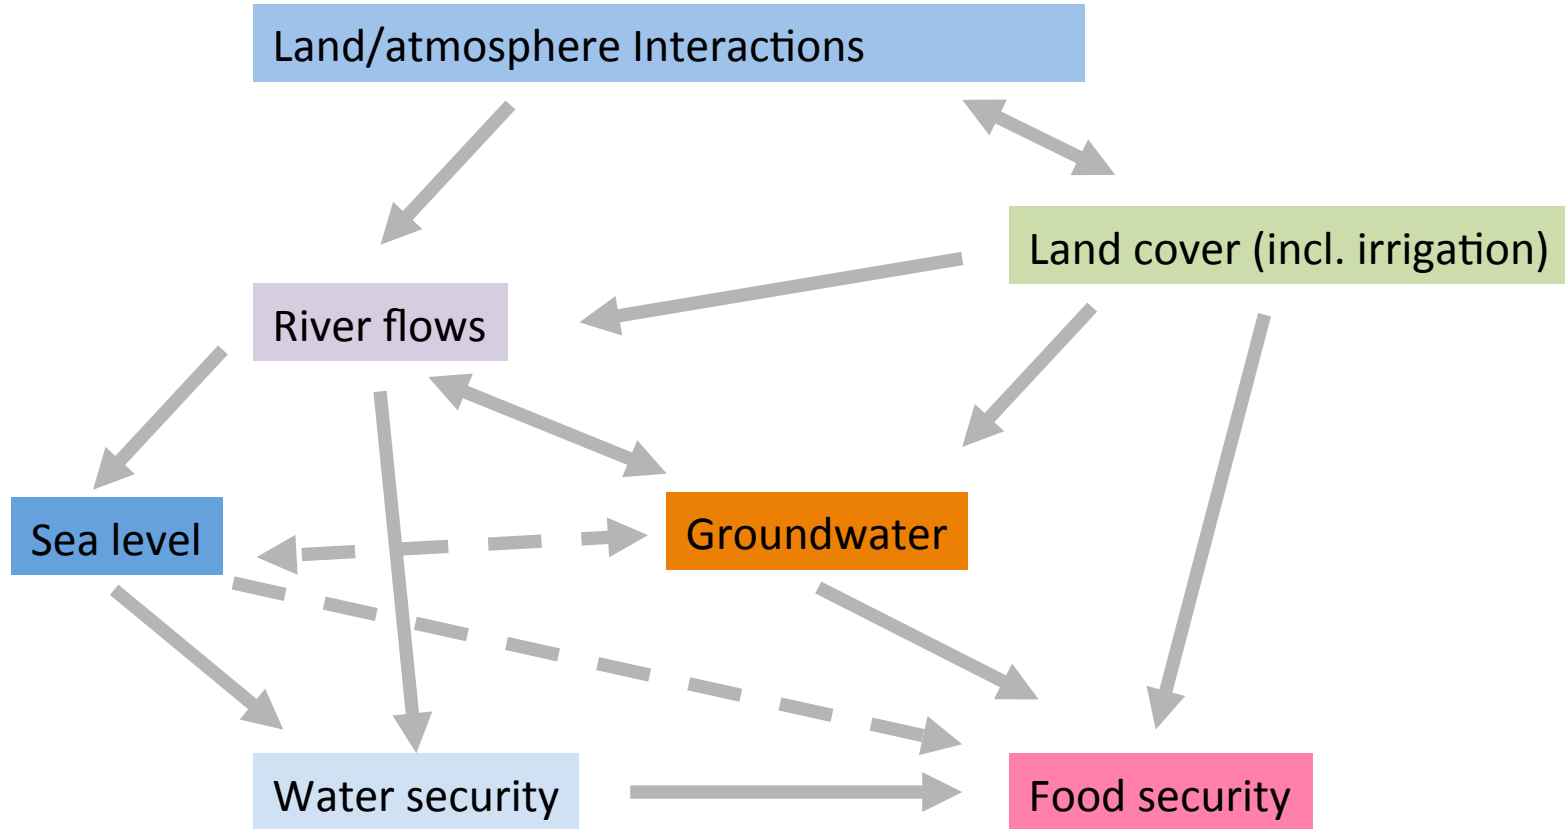 Land/atmosphere Interactions
Land cover (incl. irrigation)
River flows
Sea level
Groundwater
Water security
Food security